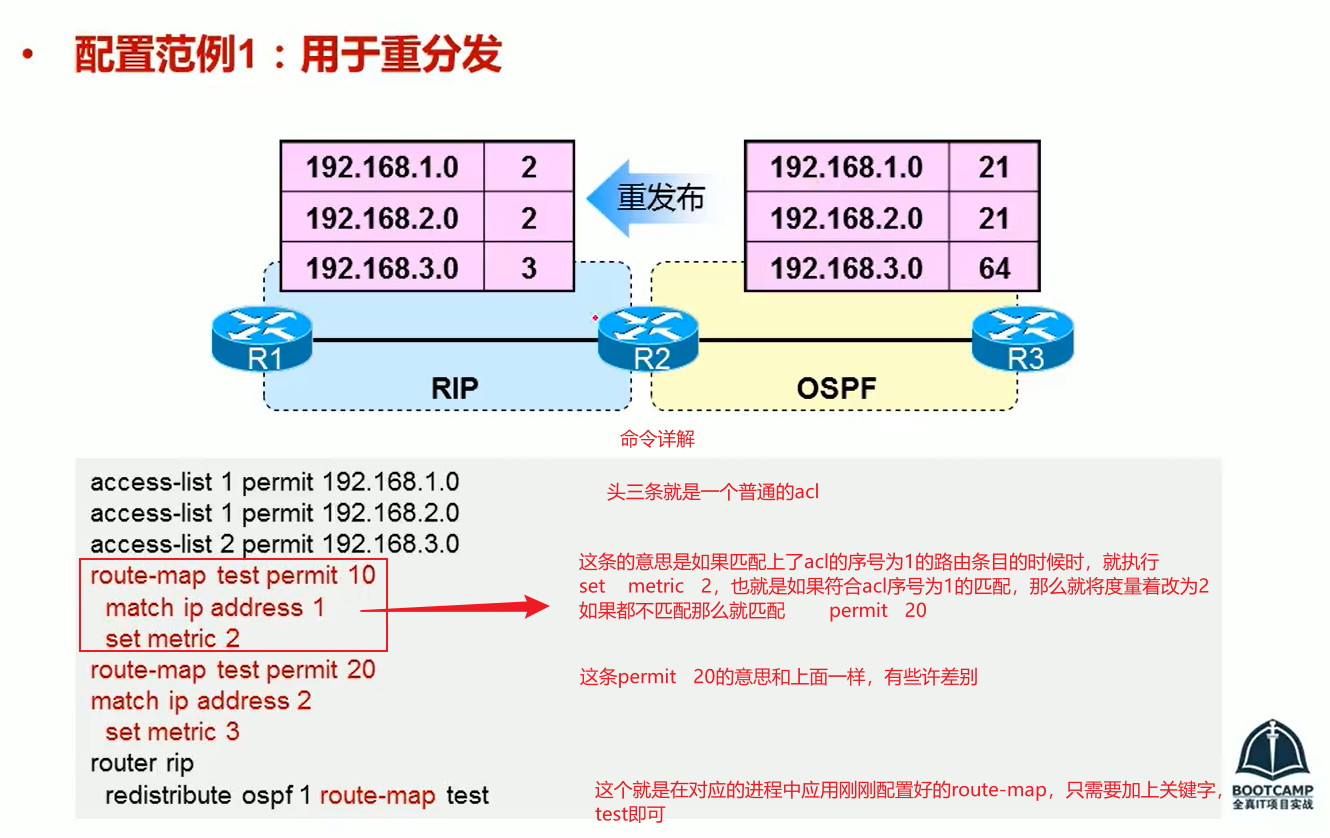 • 配置范例1：用于重分发
192.168.1.0 2
192.168.2.0 2
192.168.3.0 3
重发布
192.168.1.0 21
192.168.2.0 21
192.168.3.0 64
R1
R2
R3
RIP
OSPF
命令详解
access-list 1 permit 192.168.1.0
access-list 1 permit 192.168.2.0
access-list 2 permit 192.168.3.0
头三条就是一个普通的acl
route-map test permit 10
match ip address 1
set metric 2
这条的意思是如果匹配上了acl的序号为1的路由条目的时候时，就执行
set metric 2，也就是如果符合acl序号为1的匹配，那么就将度量着改为2
如果都不匹配那么就匹配 permit 20
route-map test permit 20
match ip address 2
set metric 3
这条permit 20的意思和上面一样，有些许差别
router rip
redistribute ospf 1 route-map test
这个就是在对应的进程中应用刚刚配置好的route-map，只需要加上关键字，
test即可
BOOTCAMP
全真IT项目实战